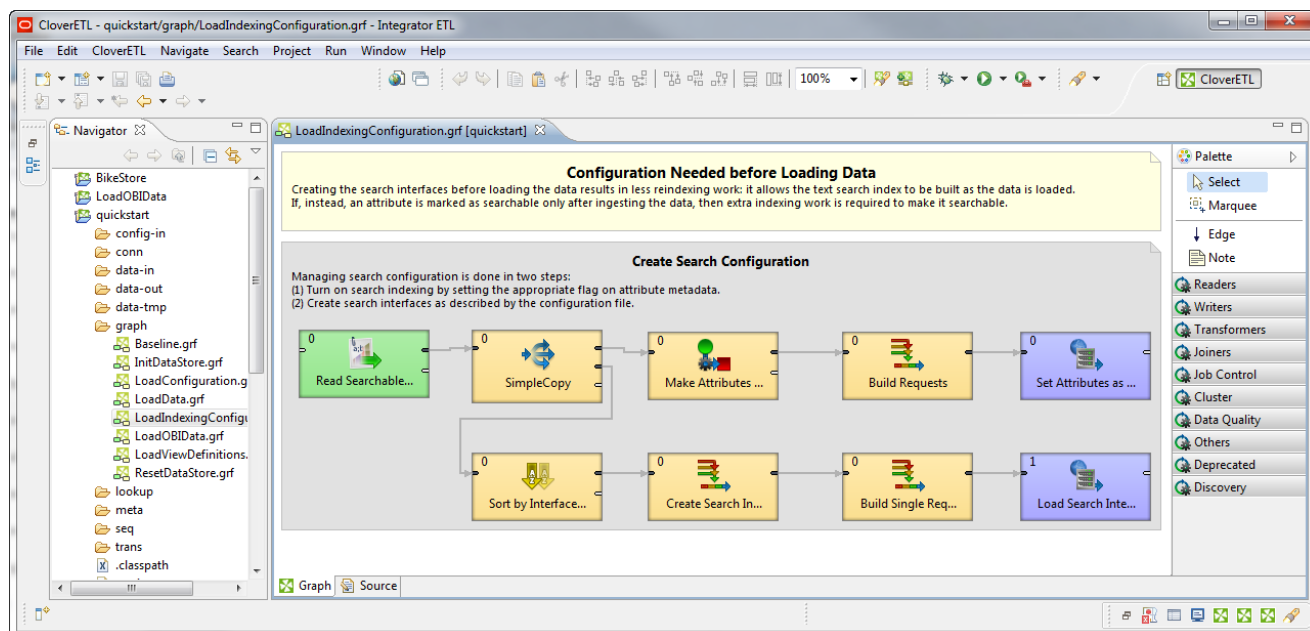 CloverETL - quickstart/graph/LoadIndexingConfiguration.grf - Integrator ETL
File Edit CloverETL Navigate Search Project Run Window Help
100%
CloverETL
Navigator
BikeStore
LoadOBIData
quickstart
config-in
conn
data-in
data-out
data-tmp
graph
Baseline.grf
InitDataStore.grf
LoadConfiguration.g
LoadData.grf
LoadIndexingConfigu
LoadOBIData.grf
LoadViewDefinitions.
ResetDataStore.grf
lookup
meta
seq
trans
.classpath
LoadIndexingConfiguration.grf [quickstart]
Configuration Needed before Loading Data
Creating the search interfaces before loading the data results in less reindexing work: it allows the text search index to be built as the data is loaded.
If, instead, an attribute is marked as searchable only after ingesting the data, then extra indexing work is required to make it searchable.
Create Search Configuration
Managing search configuration is done in two steps:
(1) Turn on search indexing by setting the appropriate flag on attribute metadata.
(2) Create search interfaces as described by the configuration file.
0 0 0 0 0
Read Searchable... SimpleCopy Make Attributes ... Build Requests Set Attributes as ...
0 0 0 1
Sort by Interface... Create Search In... Build Single Req... Load Search Inte...
Graph Source
Palette
Select
Marquee
Edge
Note
Readers
Writers
Transformers
Joiners
Job Control
Cluster
Data Quality
Others
Deprecated
Discovery